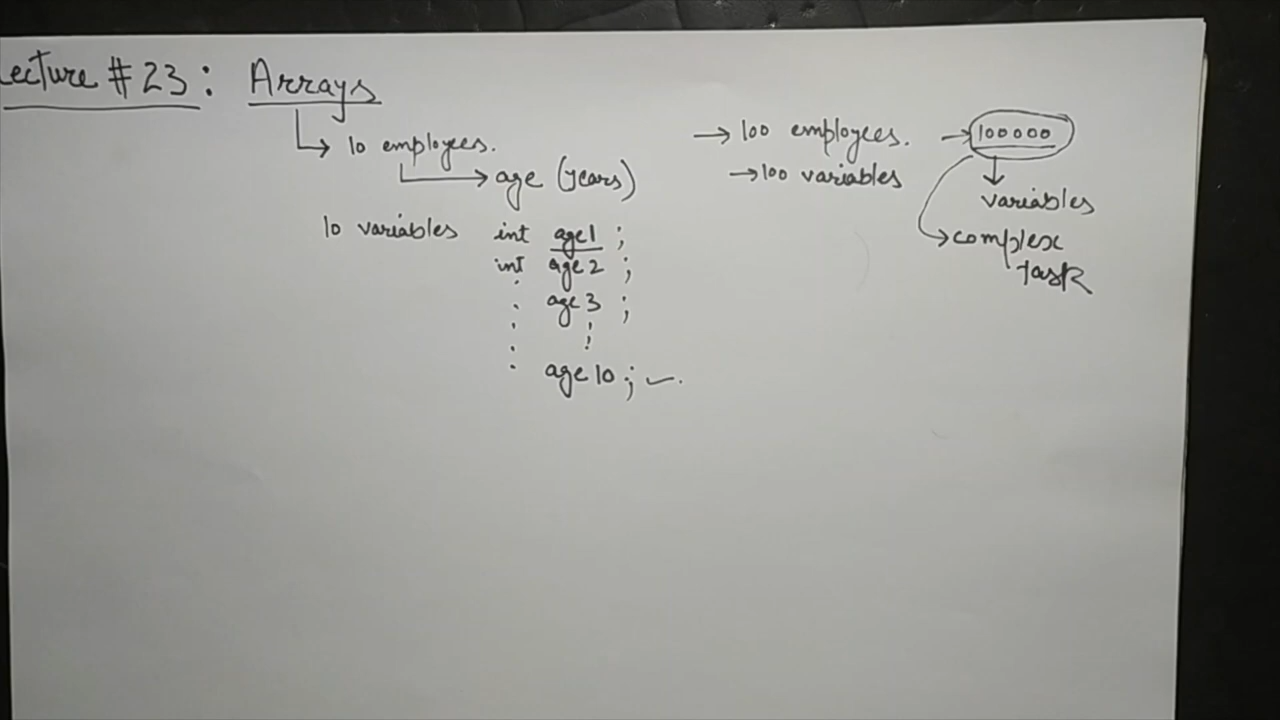 Lecture #23: Arrays
10 employees.
age (years)
10 variables int age1 ;
int age2 ;
age3 ;
age10 ;
→ 100 employees. → 100000
→ 100 variables
variables
complex
task